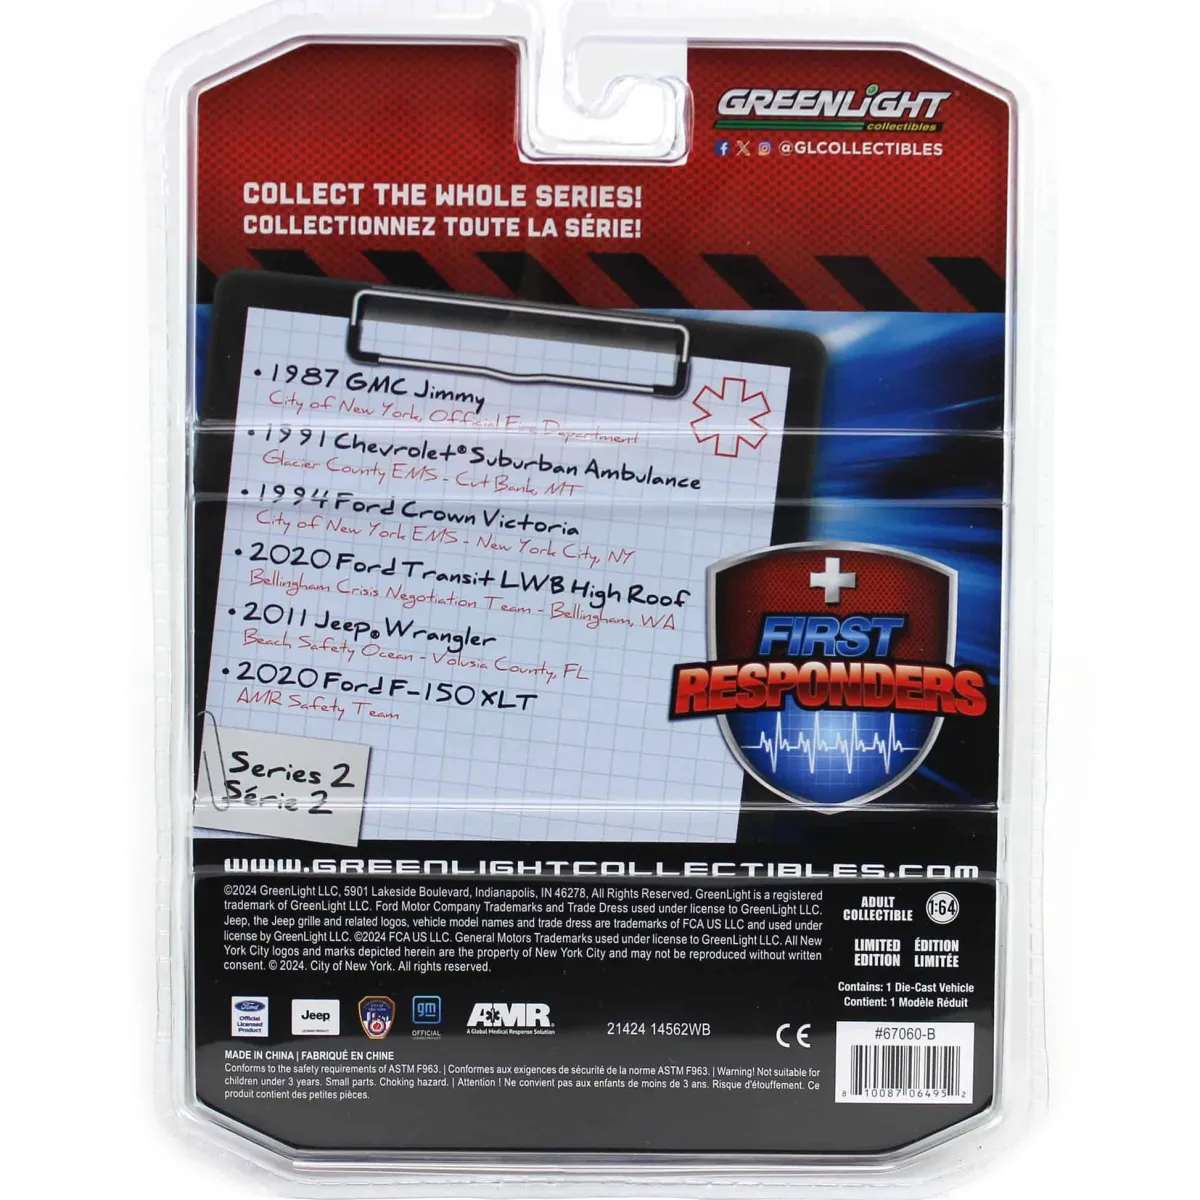 GREENLiGHT
collectibles
@GLCOLLECTIBLES
COLLECT THE WHOLE SERIES!
COLLECTIONNEZ TOUTE LA SÉRIE!
• 1987 GMC Jimmy
City of New York, Official Fire Department
• 1991 Chevrolet® Suburban Ambulance
Glacier County EMS - Cut Bank, MT
• 1994 Ford Crown Victoria
City of New York EMS - New York City, NY
• 2020 Ford Transit LWB High Roof
Bellingham Crisis Negotiation Team - Bellingham, WA
• 2011 Jeep® Wrangler
Beach Safety Ocean - Volusia County, FL
• 2020 Ford F-150 XLT
AMR Safety Team
FIRST
RESPONDERS
Series 2
Série 2
WWW.GREENLIGHTCOLLECTIBLES.COM
©2024 GreenLight LLC, 5901 Lakeside Boulevard, Indianapolis, IN 46278, All Rights Reserved. GreenLight is a registered
trademark of GreenLight LLC. Ford Motor Company Trademarks and Trade Dress used under license to GreenLight LLC.
Jeep, the Jeep grille and related logos, vehicle model names and trade dress are trademarks of FCA US LLC and used under
license by GreenLight LLC. ©2024 FCA US LLC. General Motors Trademarks used under license to GreenLight LLC. All New
York City logos and marks depicted herein are the property of New York City and may not be reproduced without written
consent. © 2024. City of New York. All rights reserved.
ADULT
COLLECTIBLE
1:64
LIMITED
EDITION
ÉDITION
LIMITÉE
Contains: 1 Die-Cast Vehicle
Contient: 1 Modèle Réduit
Ford
Official
Licensed
Product
Jeep
LICENSED PRODUCT
gm
OFFICIAL
LICENSED PRODUCT
AMR
A Global Medical Response Solution
21424 14562WB
CE
#67060-B
8 10087 06495 2
MADE IN CHINA | FABRIQUÉ EN CHINE
Conforms to the safety requirements of ASTM F963. | Conformes aux exigences de sécurité de la norme ASTM F963. | Warning! Not suitable for
children under 3 years. Small parts. Choking hazard. | Attention ! Ne convient pas aux enfants de moins de 3 ans. Risque d'étouffement. Ce
produit contient des petites pièces.